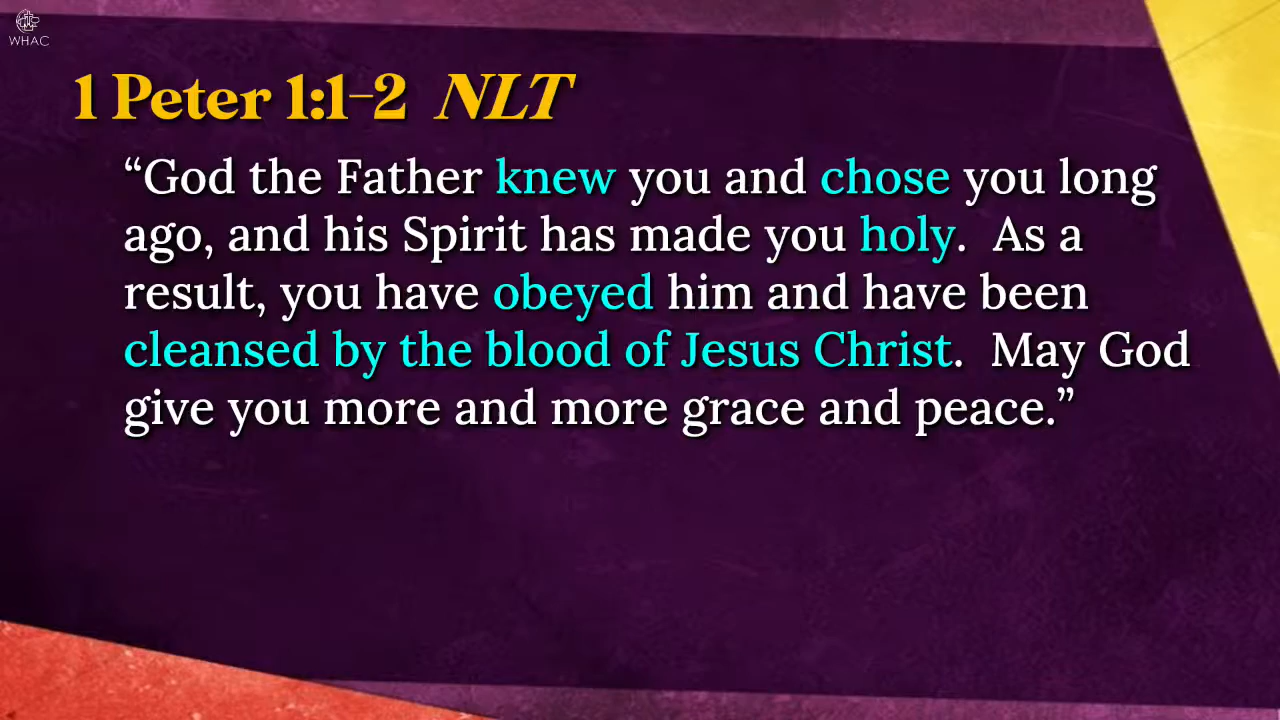 WHAC
1 Peter 1:1–2 NLT
“God the Father knew you and chose you long
ago, and his Spirit has made you holy.  As a
result, you have obeyed him and have been
cleansed by the blood of Jesus Christ.  May God
give you more and more grace and peace.”